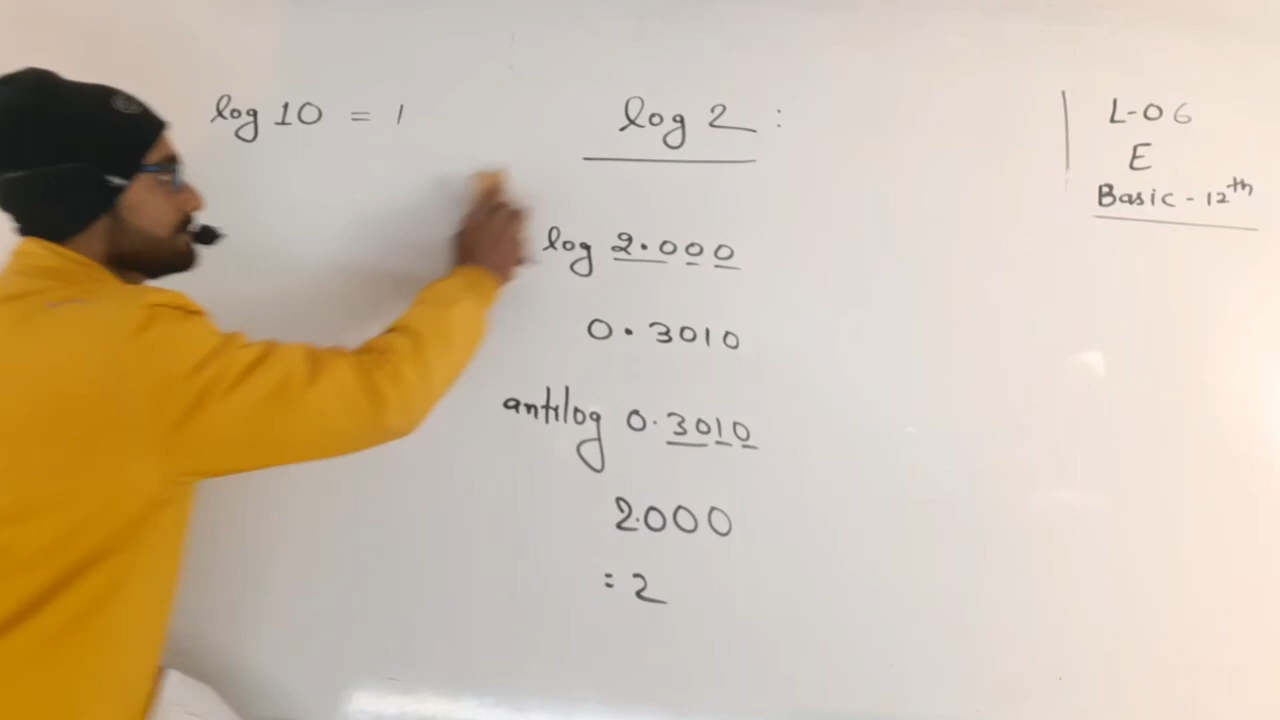 log 10 = 1
log 2 :
log 2.000
0.3010
antilog 0.3010
2.000
= 2
L-06
E
Basic - 12th